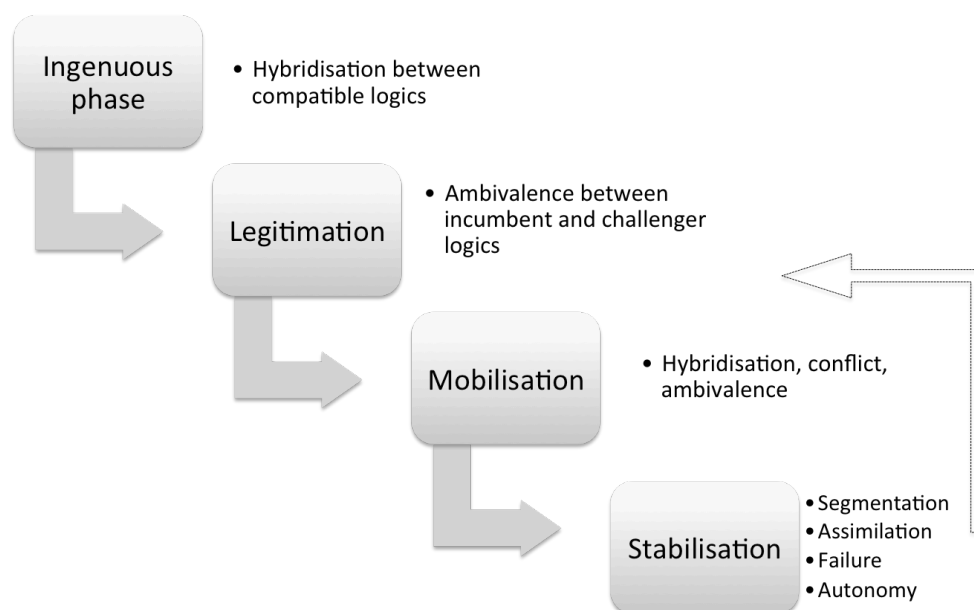 Ingenuous
phase
• Hybridisation between
compatible logics
Legitimation
• Ambivalence between
incumbent and challenger
logics
Mobilisation
• Hybridisation, conflict,
ambivalence
Stabilisation
• Segmentation
• Assimilation
• Failure
• Autonomy